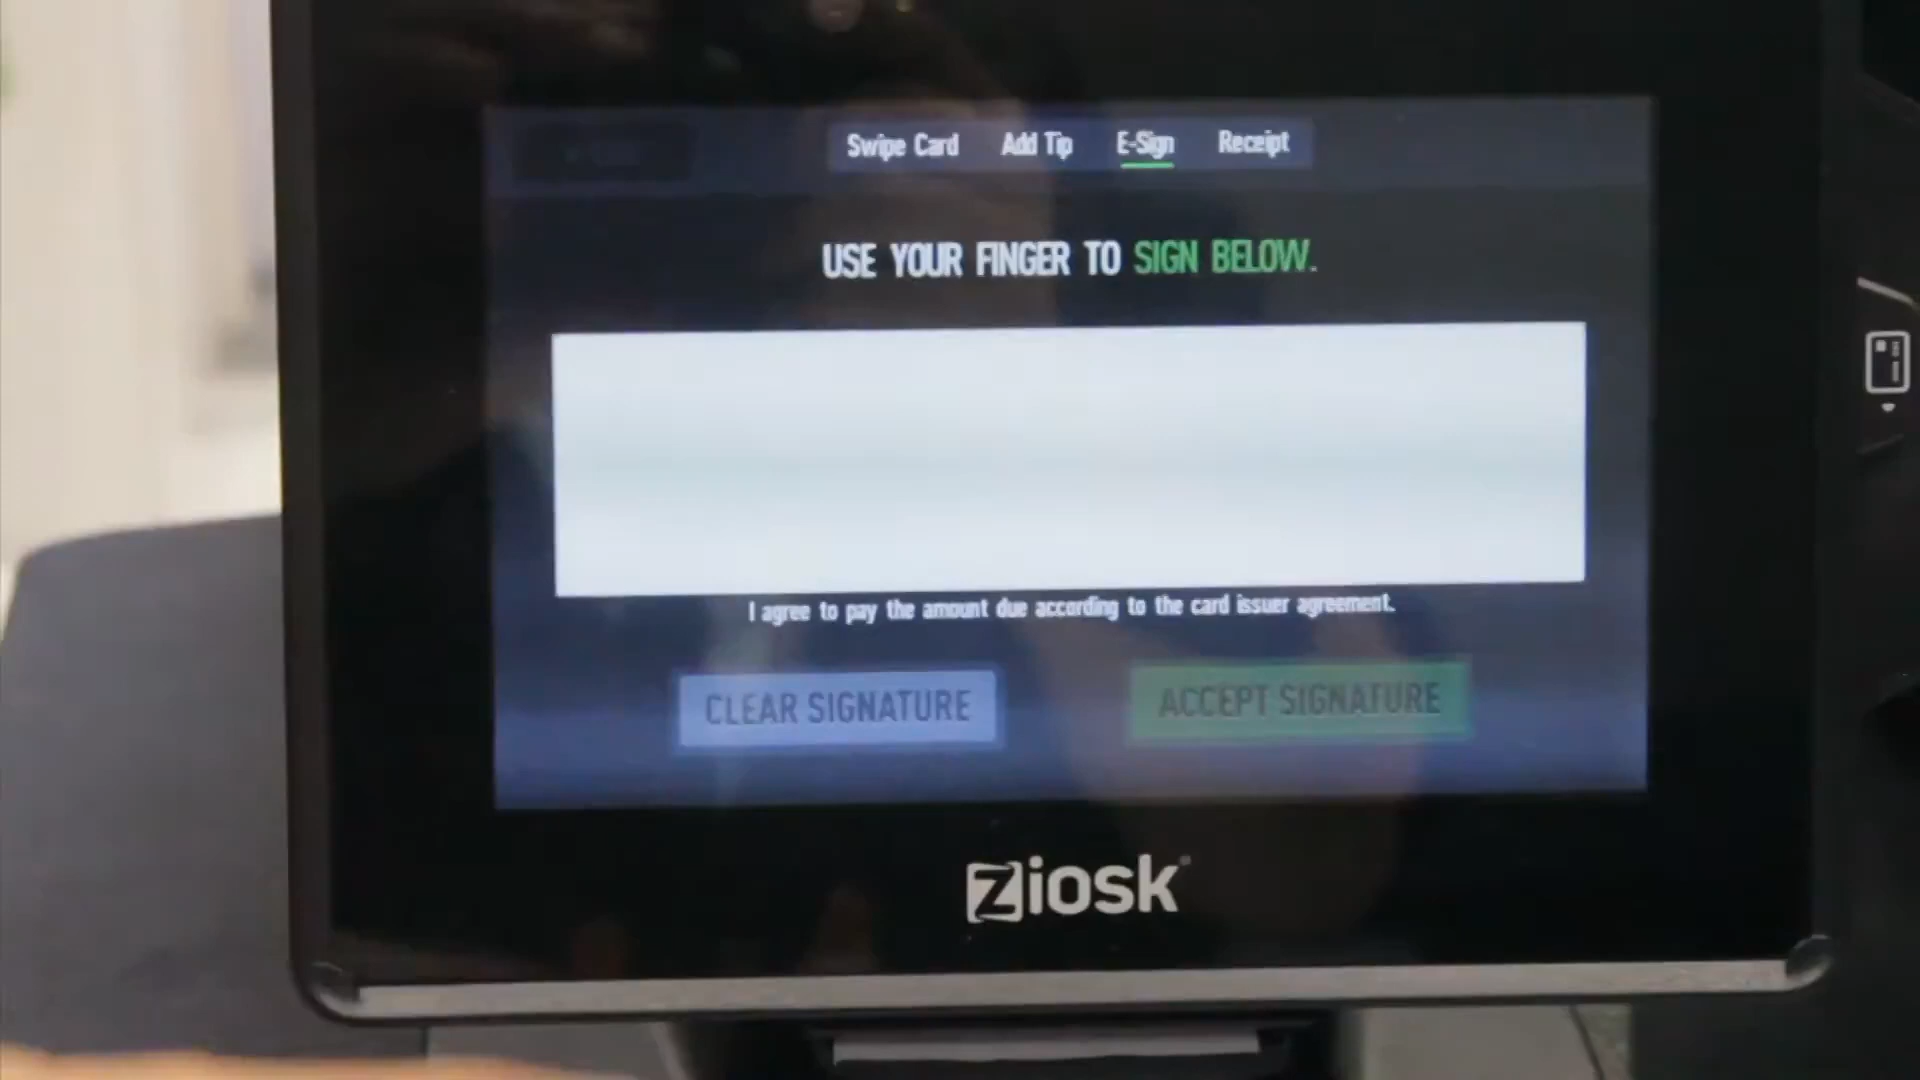 Swipe Card Add Tip E-Sign Receipt
USE YOUR FINGER TO SIGN BELOW.
I agree to pay the amount due according to the card issuer agreement.
CLEAR SIGNATURE ACCEPT SIGNATURE
ziosk